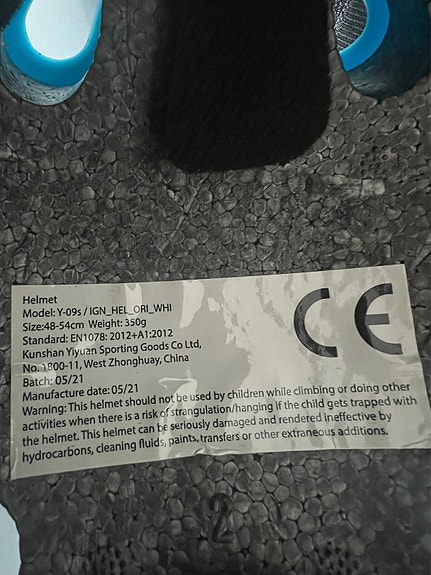 Helmet
Model: Y-09s / IGN_HEL_ORI_WHI
Size:48-54cm Weight: 350g
Standard: EN1078: 2012+A1:2012
Kunshan Yiyuan Sporting Goods Co Ltd,
No. 1800-11, West Zhonghuay, China
Batch: 05/21
Manufacture date: 05/21
Warning: This helmet should not be used by children while climbing or doing other
activities when there is a risk of strangulation/hanging if the child gets trapped with
the helmet. This helmet can be seriously damaged and rendered ineffective by
hydrocarbons, cleaning fluids, paints, transfers or other extraneous additions.
CE
2